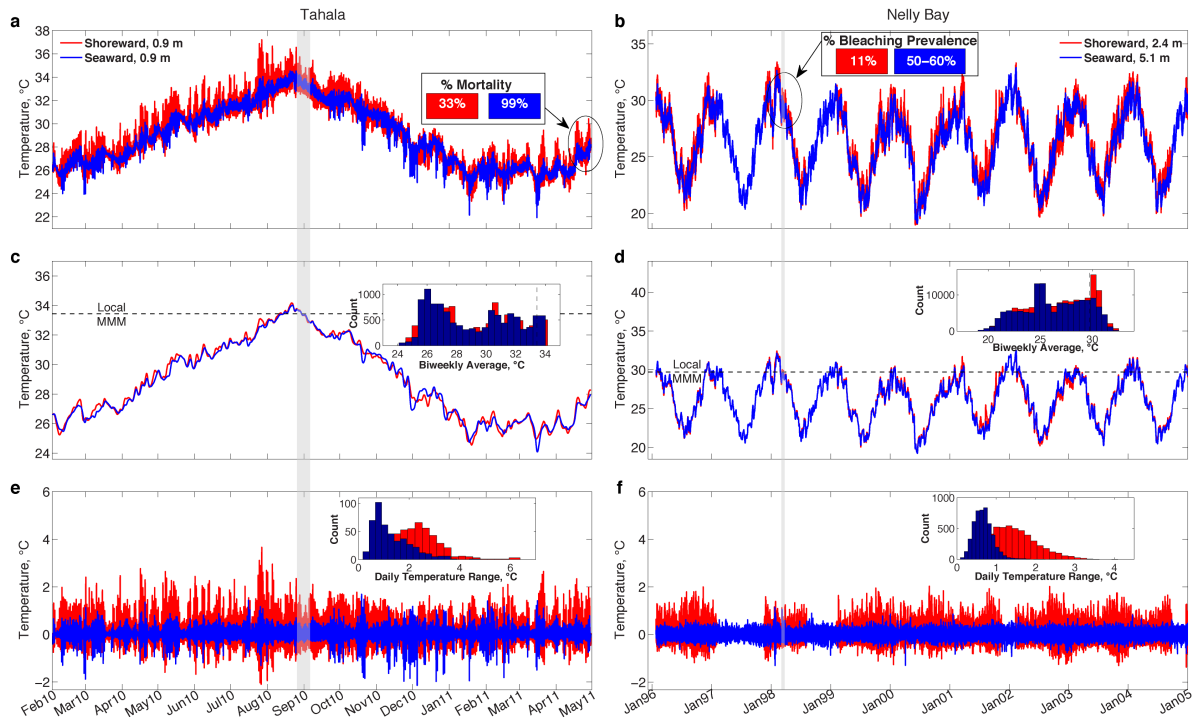 Tahala
Nelly Bay
a
38
36
34
32
30
28
26
24
22
Temperature, °C
Shoreward, 0.9 m
Seaward, 0.9 m
% Mortality
33%
99%
b
35
30
25
20
Temperature, °C
% Bleaching Prevalence
11%
50–60%
Shoreward, 2.4 m
Seaward, 5.1 m
c
36
34
32
30
28
26
24
Temperature, °C
Local
MMM
1000
500
0
Count
24 26 28 30 32 34
Biweekly Average, °C
d
40
35
30
25
20
Temperature, °C
Local
MMM
10000
0
Count
20 25 30
Biweekly Average, °C
e
6
4
2
0
−2
Temperature, °C
100
50
0
Count
0 2 4 6
Daily Temperature Range, °C
Feb10 Mar10 Apr10 May10 Jun10 Jul10 Aug10 Sep10 Oct10 Nov10 Dec10 Jan11 Feb11 Mar11 Apr11 May11
f
6
4
2
0
−2
Temperature, °C
1000
500
0
Count
0 1 2 3 4
Daily Temperature Range, °C
Jan96 Jan97 Jan98 Jan99 Jan00 Jan01 Jan02 Jan03 Jan04 Jan05